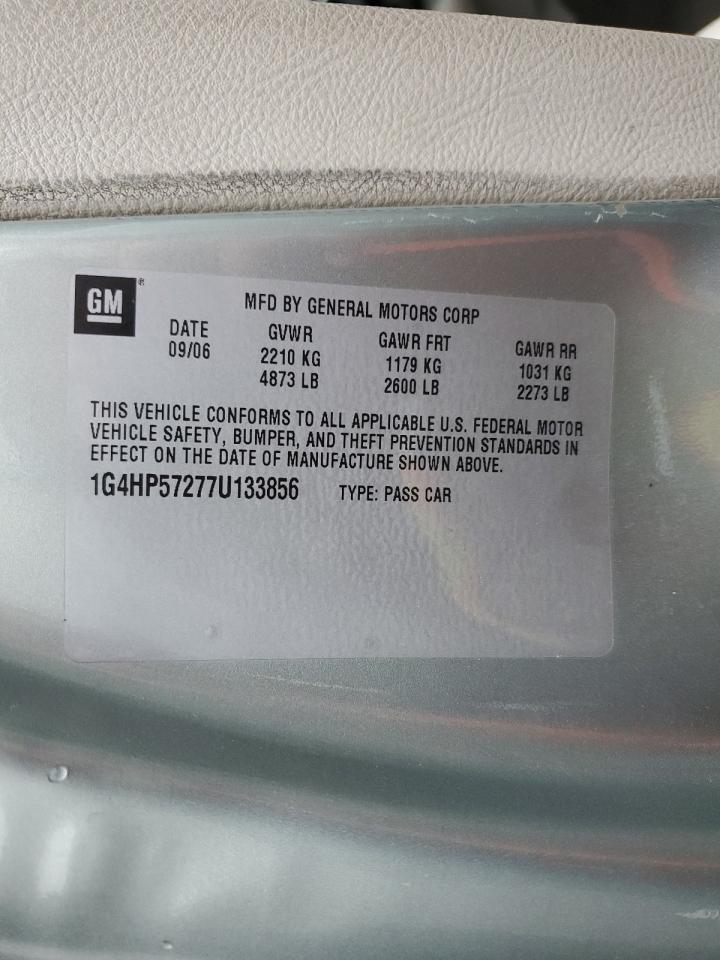 GM®
MFD BY GENERAL MOTORS CORP
DATE GVWR GAWR FRT GAWR RR
09/06 2210 KG 1179 KG 1031 KG
4873 LB 2600 LB 2273 LB
THIS VEHICLE CONFORMS TO ALL APPLICABLE U.S. FEDERAL MOTOR
VEHICLE SAFETY, BUMPER, AND THEFT PREVENTION STANDARDS IN
EFFECT ON THE DATE OF MANUFACTURE SHOWN ABOVE.
1G4HP57277U133856 TYPE: PASS CAR